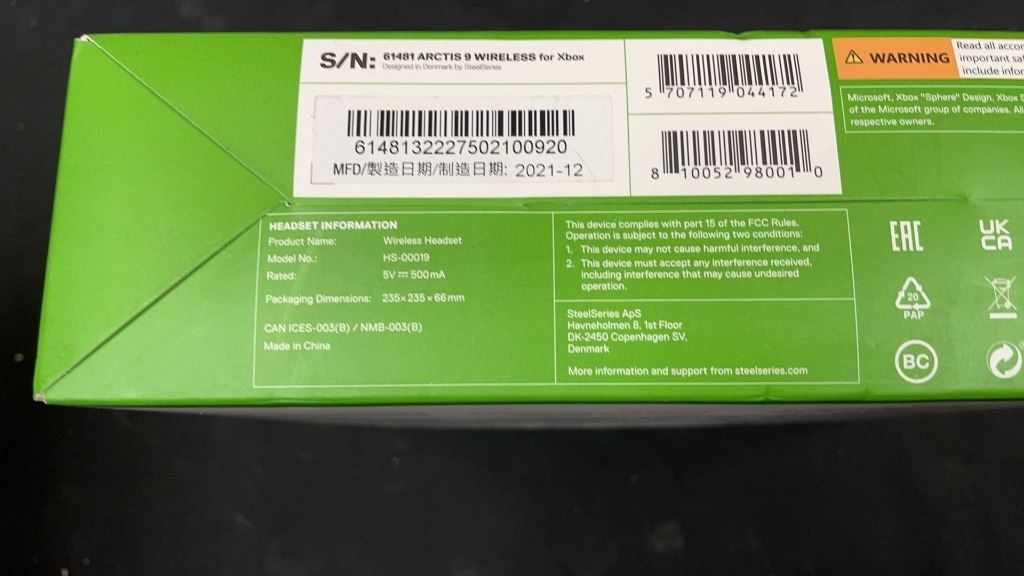 S/N: 61481 ARCTIS 9 WIRELESS for Xbox
Designed in Denmark by SteelSeries
6148132227502100920
MFD/製造日期/制造日期: 2021-12
5 707119 044172
8 10052 98001 0
WARNING
Read all
important
include
Microsoft, Xbox "Sphere" Design, Xbox
of the Microsoft group of companies.
respective owners.
HEADSET INFORMATION
Product Name: Wireless Headset
Model No.: HS-00019
Rated: 5V ⎓ 500mA
Packaging Dimensions: 235×235×66mm
CAN ICES-003(B) / NMB-003(B)
Made in China
This device complies with part 15 of the FCC Rules.
Operation is subject to the following two conditions:
1. This device may not cause harmful interference, and
2. This device must accept any interference received,
including interference that may cause undesired
operation.
SteelSeries ApS
Havneholmen 8, 1st Floor
DK-2450 Copenhagen SV,
Denmark
More information and support from steelseries.com
EAC
UK
CA
20
PAP
BC